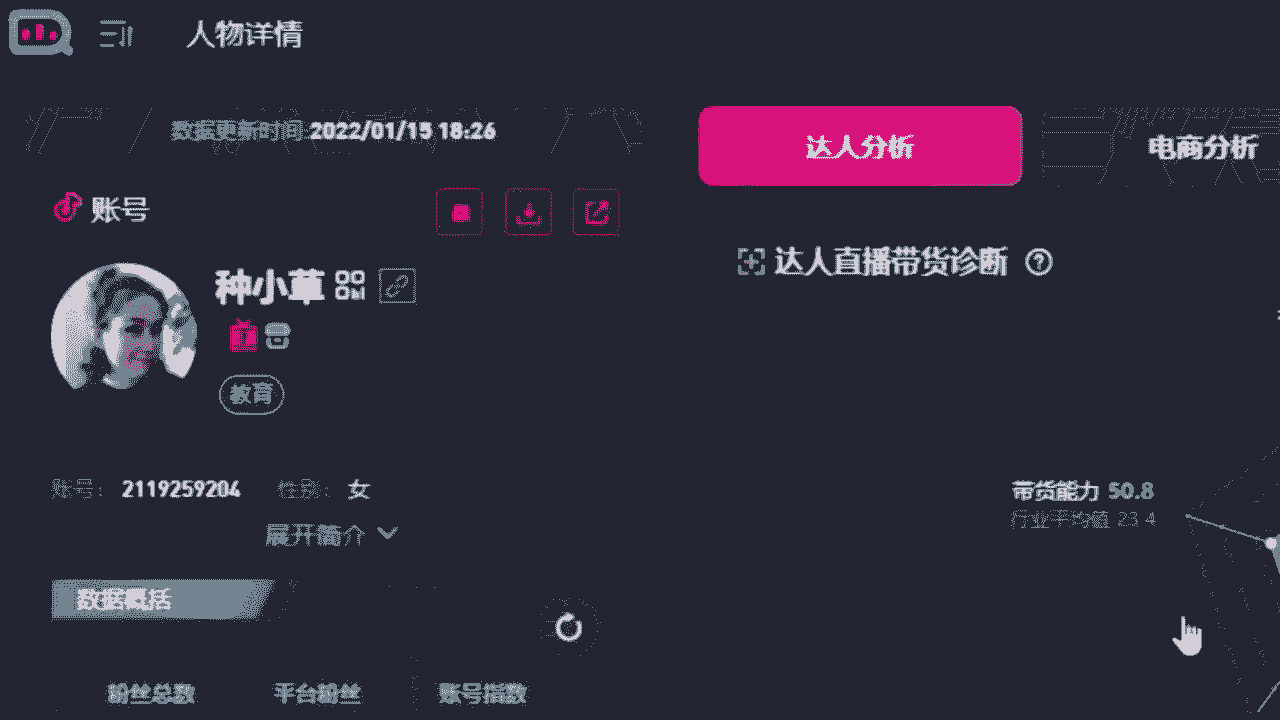 人物详情
数据更新时间 2022/01/15 18:26
达人分析
电商分析
账号
达人直播带货诊断
种小草
教育
账号： 2119259204 性别： 女
带货能力 50.8
行业平均值 23.4
展开简介
数据概括
粉丝总数 平台粉丝 账号指数